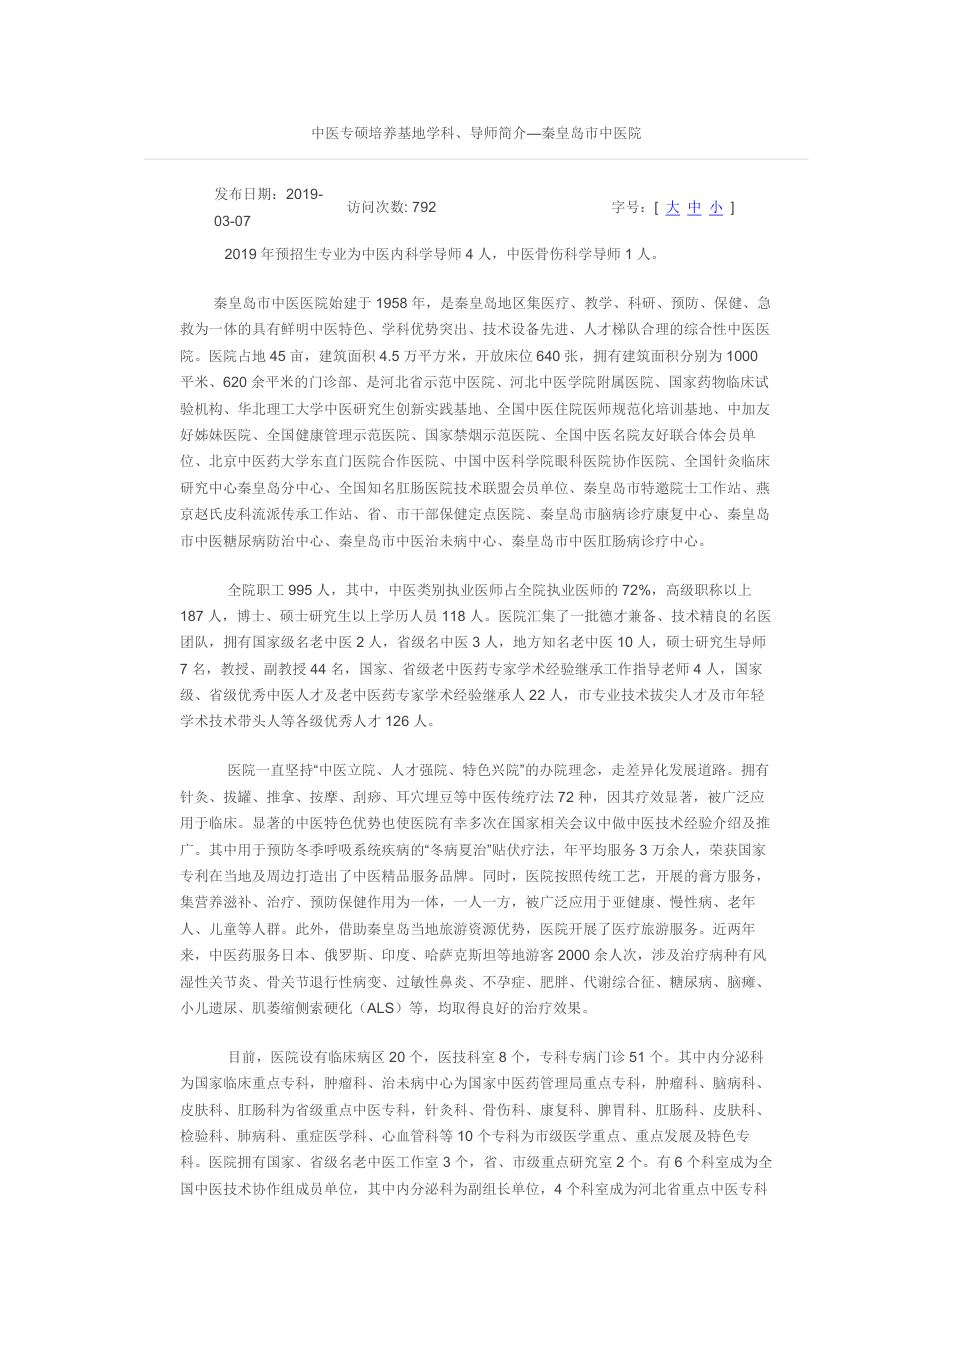 中医专硕培养基地学科、导师简介—秦皇岛市中医院
发布日期：2019-
03-07
访问次数: 792
字号：[ 大 中 小 ]
2019 年预招生专业为中医内科学导师 4 人，中医骨伤科学导师 1 人。
秦皇岛市中医医院始建于 1958 年，是秦皇岛地区集医疗、教学、科研、预防、保健、急
救为一体的具有鲜明中医特色、学科优势突出、技术设备先进、人才梯队合理的综合性中医医
院。医院占地 45 亩，建筑面积 4.5 万平方米，开放床位 640 张，拥有建筑面积分别为 1000
平米、620 余平米的门诊部、是河北省示范中医院、河北中医学院附属医院、国家药物临床试
验机构、华北理工大学中医研究生创新实践基地、全国中医住院医师规范化培训基地、中加友
好姊妹医院、全国健康管理示范医院、国家禁烟示范医院、全国中医名院友好联合体会员单
位、北京中医药大学东直门医院合作医院、中国中医科学院眼科医院协作医院、全国针灸临床
研究中心秦皇岛分中心、全国知名肛肠医院技术联盟会员单位、秦皇岛市特邀院士工作站、燕
京赵氏皮科流派传承工作站、省、市干部保健定点医院、秦皇岛市脑病诊疗康复中心、秦皇岛
市中医糖尿病防治中心、秦皇岛市中医治未病中心、秦皇岛市中医肛肠病诊疗中心。
全院职工 995 人，其中，中医类别执业医师占全院执业医师的 72%，高级职称以上
187 人，博士、硕士研究生以上学历人员 118 人。医院汇集了一批德才兼备、技术精良的名医
团队，拥有国家级名老中医 2 人，省级名中医 3 人，地方知名老中医 10 人，硕士研究生导师
7 名，教授、副教授 44 名，国家、省级老中医药专家学术经验继承工作指导老师 4 人，国家
级、省级优秀中医人才及老中医药专家学术经验继承人 22 人，市专业技术拔尖人才及市年轻
学术技术带头人等各级优秀人才 126 人。
医院一直坚持“中医立院、人才强院、特色兴院”的办院理念，走差异化发展道路。拥有
针灸、拔罐、推拿、按摩、刮痧、耳穴埋豆等中医传统疗法 72 种，因其疗效显著，被广泛应
用于临床。显著的中医特色优势也使医院有幸多次在国家相关会议中做中医技术经验介绍及推
广。其中用于预防冬季呼吸系统疾病的“冬病夏治”贴伏疗法，年平均服务 3 万余人，荣获国家
专利在当地及周边打造出了中医精品服务品牌。同时，医院按照传统工艺，开展的膏方服务，
集营养滋补、治疗、预防保健作用为一体，一人一方，被广泛应用于亚健康、慢性病、老年
人、儿童等人群。此外，借助秦皇岛当地旅游资源优势，医院开展了医疗旅游服务。近两年
来，中医药服务日本、俄罗斯、印度、哈萨克斯坦等地游客 2000 余人次，涉及治疗病种有风
湿性关节炎、骨关节退行性病变、过敏性鼻炎、不孕症、肥胖、代谢综合征、糖尿病、脑瘫、
小儿遗尿、肌萎缩侧索硬化（ALS）等，均取得良好的治疗效果。
目前，医院设有临床病区 20 个，医技科室 8 个，专科专病门诊 51 个。其中内分泌科
为国家临床重点专科，肿瘤科、治未病中心为国家中医药管理局重点专科，肿瘤科、脑病科、
皮肤科、肛肠科为省级重点中医专科，针灸科、骨伤科、康复科、脾胃科、肛肠科、皮肤科、
检验科、肺病科、重症医学科、心血管科等 10 个专科为市级医学重点、重点发展及特色专
科。医院拥有国家、省级名老中医工作室 3 个，省、市级重点研究室 2 个。有 6 个科室成为全
国中医技术协作组成员单位，其中内分泌科为副组长单位，4 个科室成为河北省重点中医专科